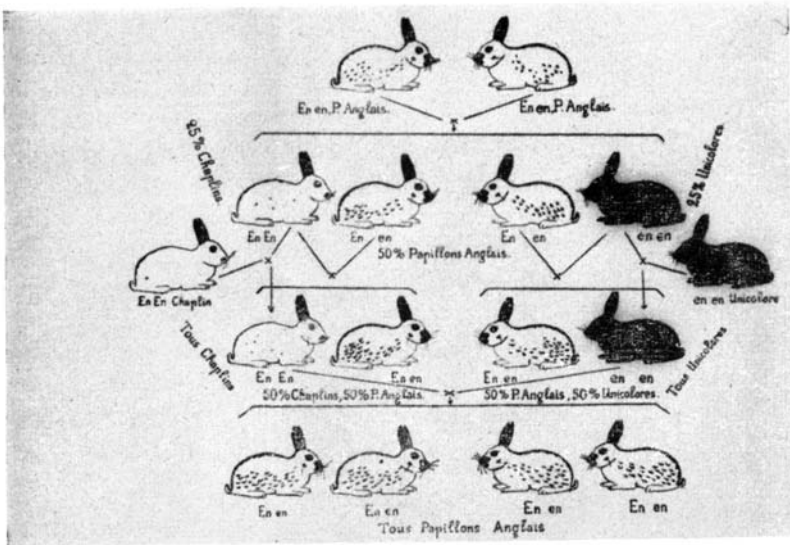 En en, P. Anglais.
En en, P. Anglais.
25% Chaplins.
25% Unicolores
En En
En en
En en
en en
50% Papillons Anglais.
En En Chaplin
en en Unicolore
Tous Chaplins
Tous Unicolores
En En
En en
En en
en en
50% Chaplins, 50% P. Anglais.
50% P. Anglais, 50% Unicolores.
En en
En en
En en
En en
Tous Papillons Anglais